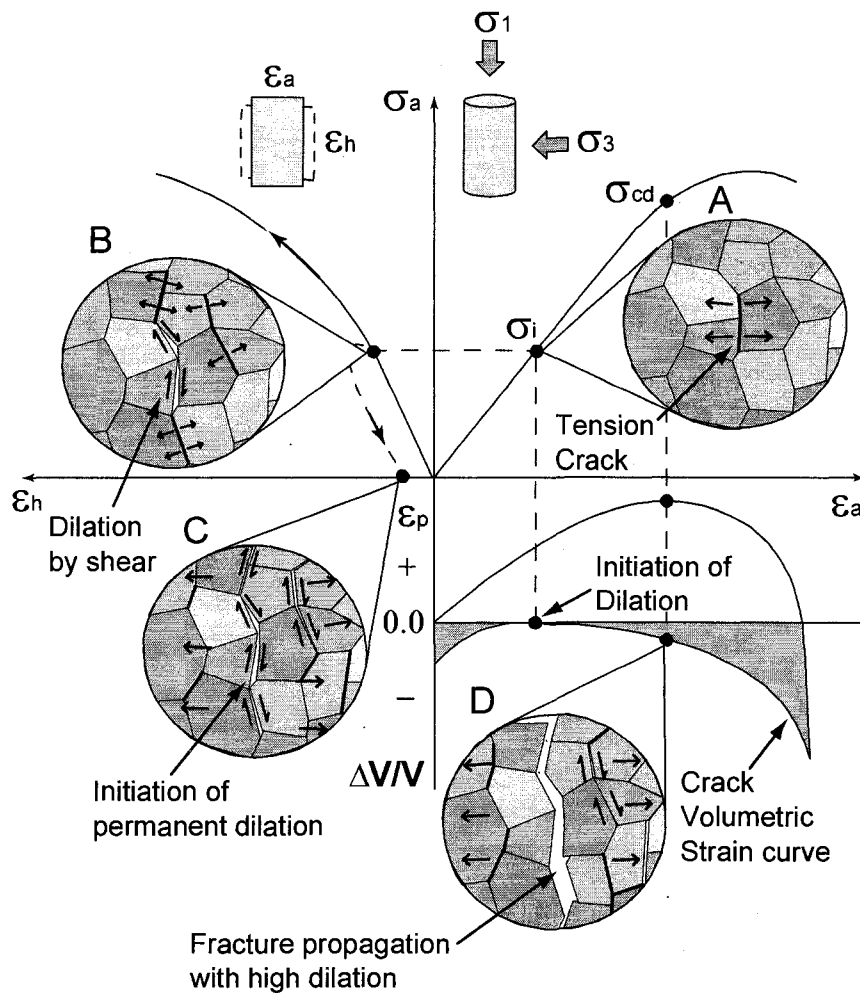 σ1
εa
σa
εh
σ3
σcd
A
B
σi
Tension
Crack
εh
εp
εa
Dilation
by shear
C
+
Initiation of
Dilation
0.0
−
D
ΔV/V
Initiation of
permanent dilation
Crack
Volumetric
Strain curve
Fracture propagation
with high dilation